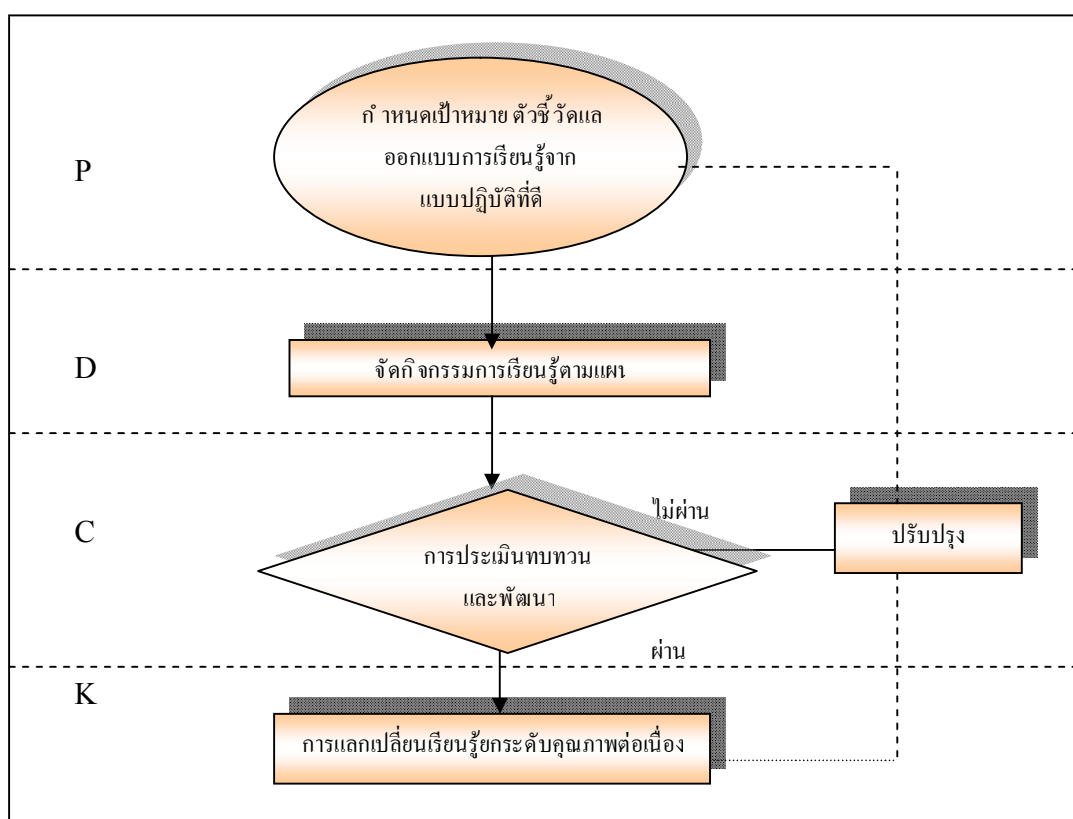 P
กำหนดเป้าหมาย ตัวชี้วัดแล
ออกแบบการเรียนรู้จาก
แบบปฏิบัติที่ดี
D
จัดกิจกรรมการเรียนรู้ตามแผน
C
การประเมินทบทวน
และพัฒนา
ไม่ผ่าน
ปรับปรุง
ผ่าน
K
การแลกเปลี่ยนเรียนรู้ยกระดับคุณภาพต่อเนื่อง